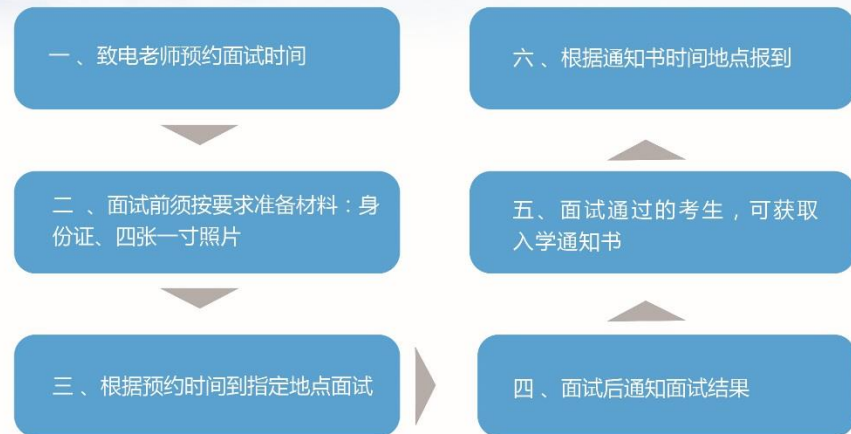 一 、致电老师预约面试时间
二 、面试前须按要求准备材料：身
份证、四张一寸照片
三 、根据预约时间到指定地点面试
四 、面试后通知面试结果
五、面试通过的考生，可获取
入学通知书
六 、根据通知书时间地点报到